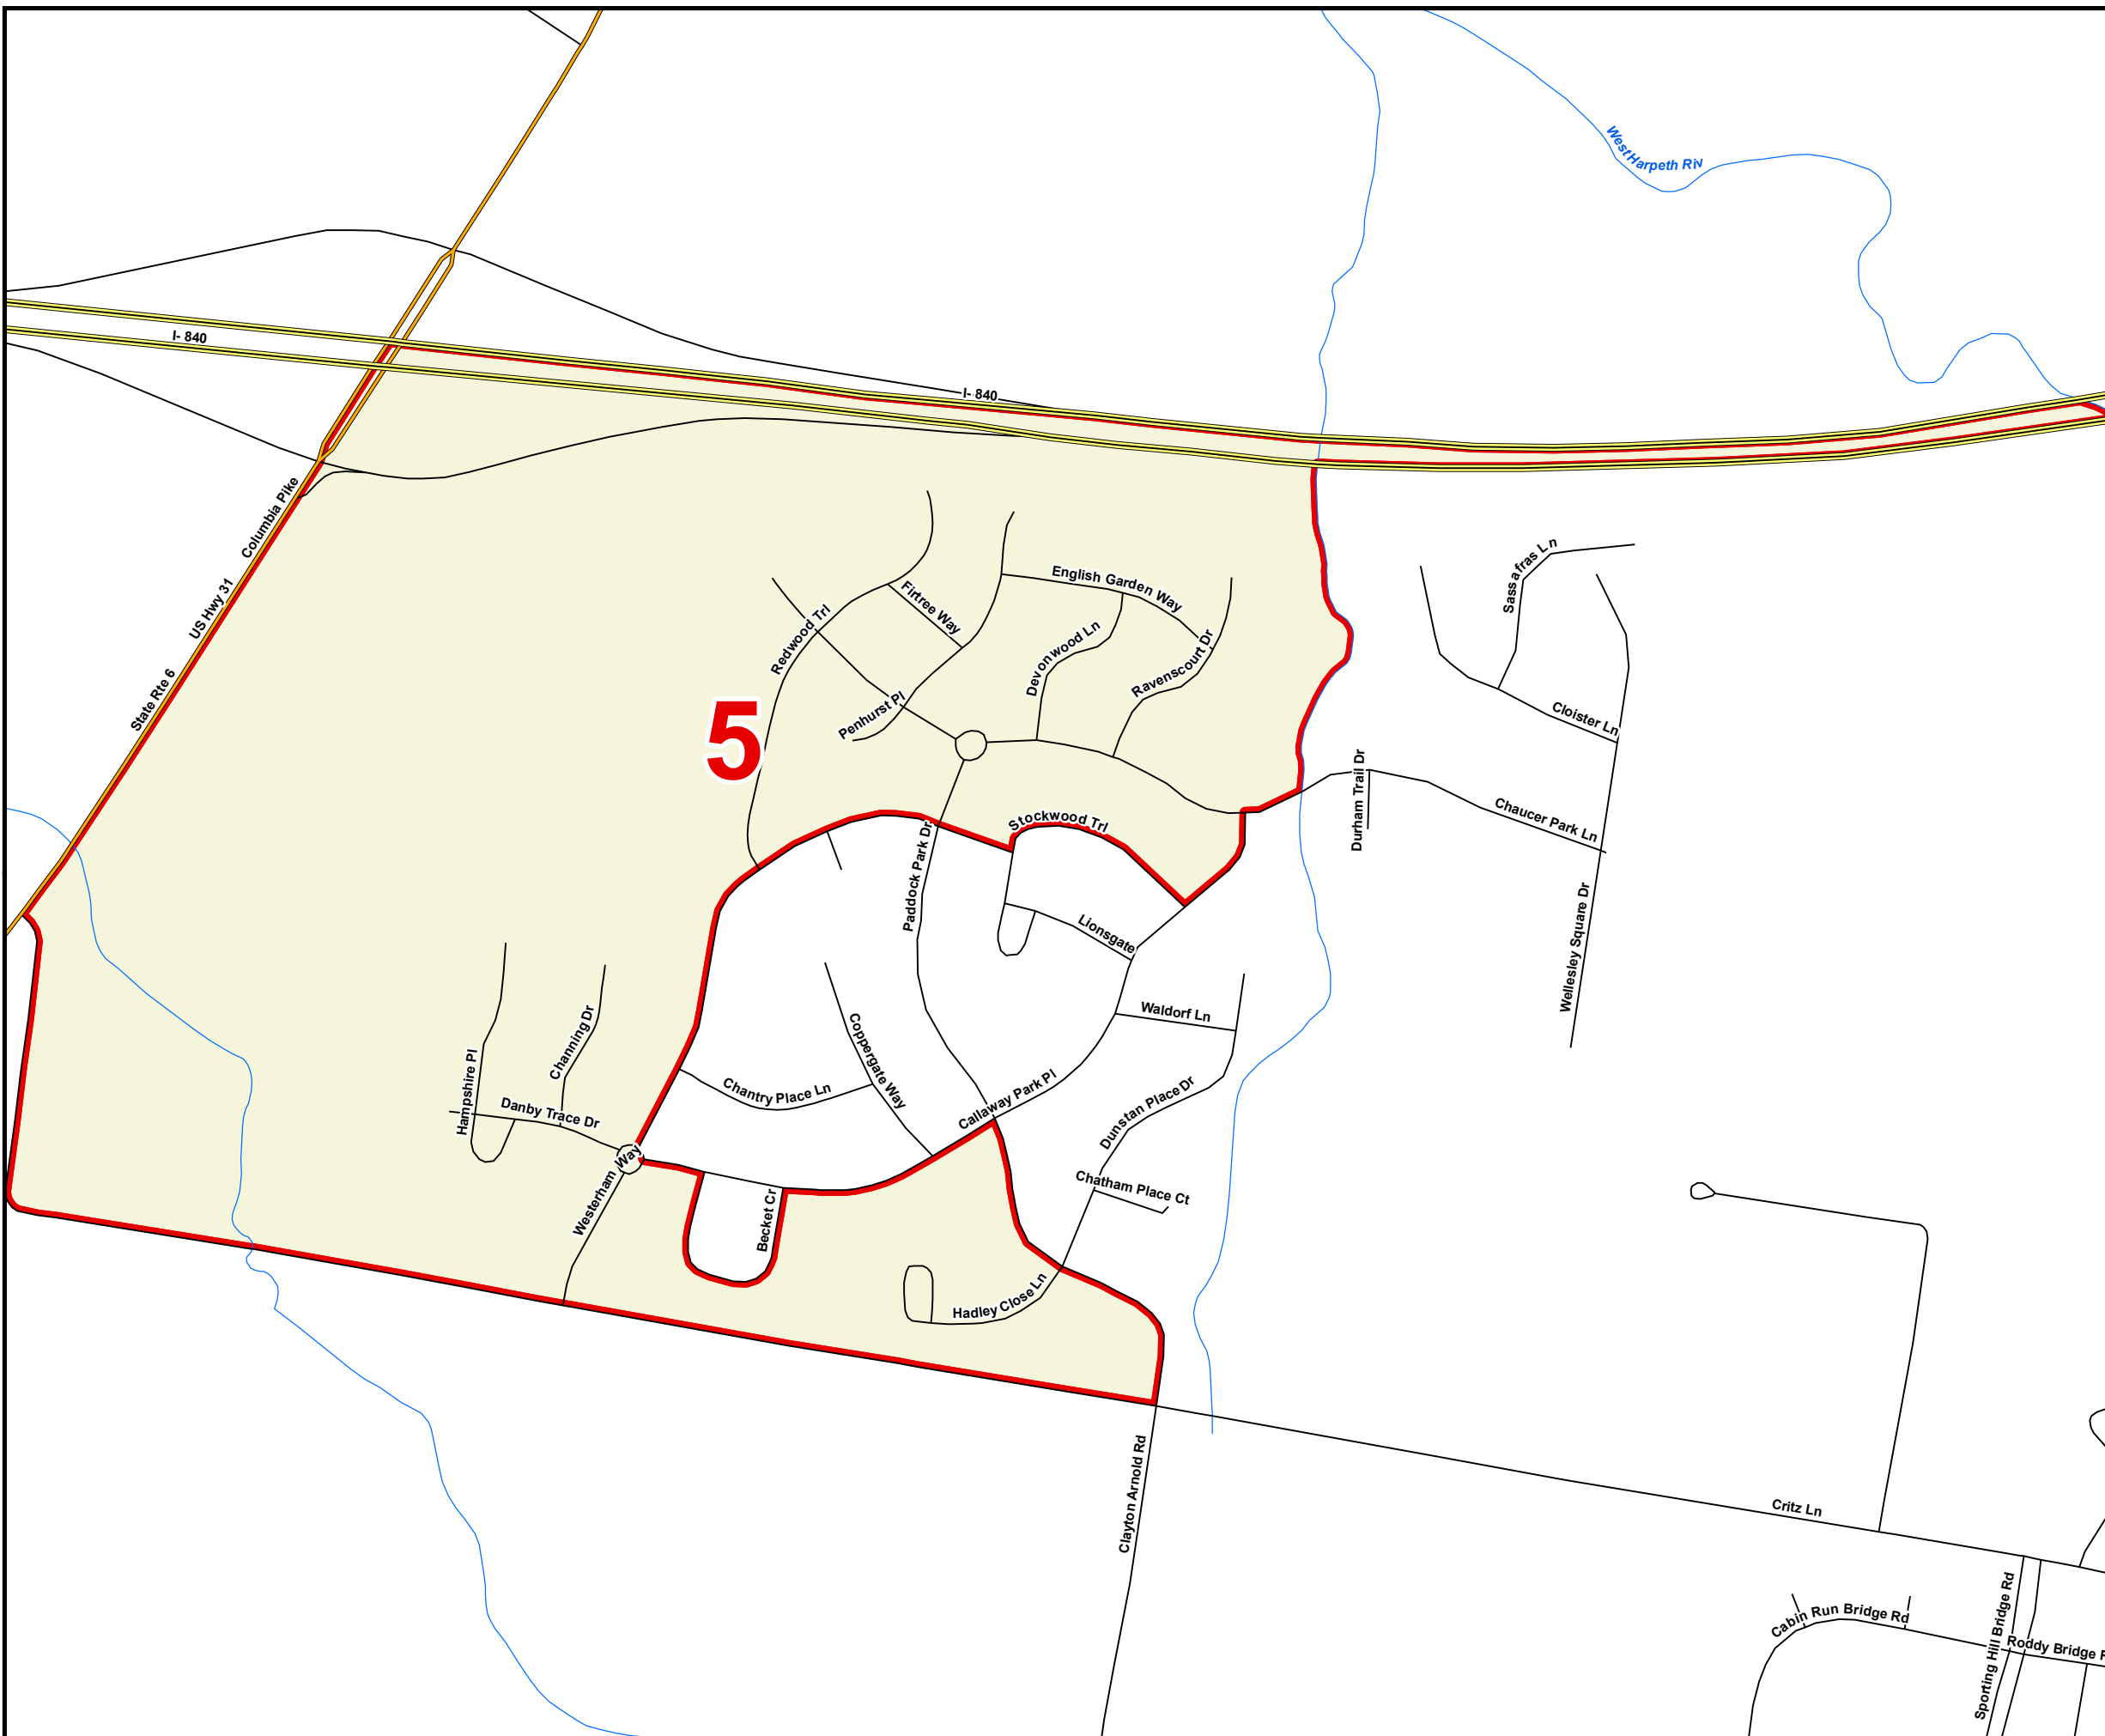 West Harpeth Riv
I- 840
I- 840
Columbia Pike
US Hwy 31
State Rte 6
English Garden Way
Firtree Way
Redwood Trl
Devonwood Ln
Ravenscourt Dr
Penhurst Pl
5
Sassafras Ln
Cloister Ln
Durham Trail Dr
Chaucer Park Ln
Stockwood Trl
Paddock Park Dr
Lionsgate
Wellesley Square Dr
Waldorf Ln
Channing Dr
Coppergate Way
Hampshire Pl
Chantry Place Ln
Danby Trace Dr
Callaway Park Pl
Dunstan Place Dr
Westerham Way
Chatham Place Ct
Becket Cr
Hadley Close Ln
Clayton Arnold Rd
Critz Ln
Cabin Run Bridge Rd
Sporting Hill Bridge Rd
Roddy Bridge